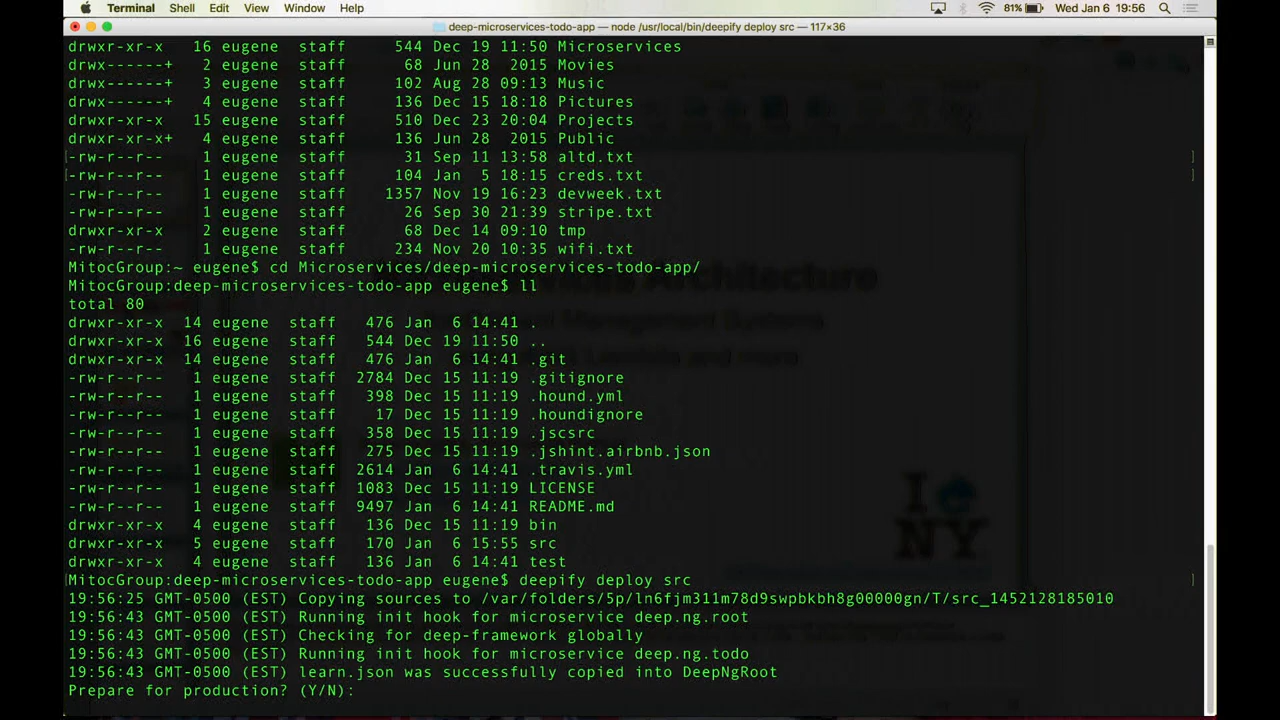 Terminal Shell Edit View Window Help 81% Wed Jan 6 19:56
deep-microservices-todo-app — node /usr/local/bin/deepify deploy src — 117×36
drwxr-xr-x 16 eugene staff 544 Dec 19 11:50 Microservices
drwx------+ 2 eugene staff 68 Jun 28 2015 Movies
drwx------+ 3 eugene staff 102 Aug 28 09:13 Music
drwx------+ 4 eugene staff 136 Dec 15 18:18 Pictures
drwxr-xr-x 15 eugene staff 510 Dec 23 20:04 Projects
drwxr-xr-x+ 4 eugene staff 136 Jun 28 2015 Public
-rw-r--r-- 1 eugene staff 31 Sep 11 13:58 altd.txt
-rw-r--r-- 1 eugene staff 104 Jan 5 18:15 creds.txt
-rw-r--r-- 1 eugene staff 1357 Nov 19 16:23 devweek.txt
-rw-r--r-- 1 eugene staff 26 Sep 30 21:39 stripe.txt
drwxr-xr-x 2 eugene staff 68 Dec 14 09:10 tmp
-rw-r--r-- 1 eugene staff 234 Nov 20 10:35 wifi.txt
MitocGroup:~ eugene$ cd Microservices/deep-microservices-todo-app/
MitocGroup:deep-microservices-todo-app eugene$ ll
total 80
drwxr-xr-x 14 eugene staff 476 Jan 6 14:41 .
drwxr-xr-x 16 eugene staff 544 Dec 19 11:50 ..
drwxr-xr-x 14 eugene staff 476 Jan 6 14:41 .git
-rw-r--r-- 1 eugene staff 2784 Dec 15 11:19 .gitignore
-rw-r--r-- 1 eugene staff 398 Dec 15 11:19 .hound.yml
-rw-r--r-- 1 eugene staff 17 Dec 15 11:19 .houndignore
-rw-r--r-- 1 eugene staff 358 Dec 15 11:19 .jscsrc
-rw-r--r-- 1 eugene staff 275 Dec 15 11:19 .jshint.airbnb.json
-rw-r--r-- 1 eugene staff 2614 Jan 6 14:41 .travis.yml
-rw-r--r-- 1 eugene staff 1083 Dec 15 11:19 LICENSE
-rw-r--r-- 1 eugene staff 9497 Jan 6 14:41 README.md
drwxr-xr-x 4 eugene staff 136 Dec 15 11:19 bin
drwxr-xr-x 5 eugene staff 170 Jan 6 15:55 src
drwxr-xr-x 4 eugene staff 136 Jan 6 14:41 test
MitocGroup:deep-microservices-todo-app eugene$ deepify deploy src
19:56:25 GMT-0500 (EST) Copying sources to /var/folders/5p/ln6fjm311m78d9swpbkbh8g00000gn/T/src_1452128185010
19:56:43 GMT-0500 (EST) Running init hook for microservice deep.ng.root
19:56:43 GMT-0500 (EST) Checking for deep-framework globally
19:56:43 GMT-0500 (EST) Running init hook for microservice deep.ng.todo
19:56:43 GMT-0500 (EST) learn.json was successfully copied into DeepNgRoot
Prepare for production? (Y/N):